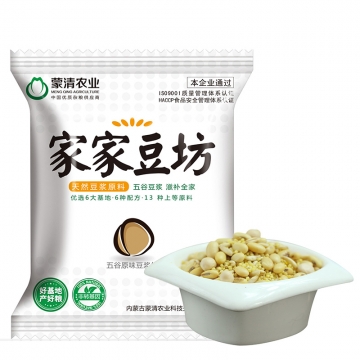 蒙清农业
MENG QING AGRICULTURE
中国优质杂粮供应商
本企业通过
ISO9001质量管理体系认
HACCP食品安全管理体系认证
家家豆坊
天然豆浆原料 五谷豆浆 滋补全家
优选6大基地·6种配方·13 种上等原料
五谷原味豆浆
好基地
产好粮
非转基因
内蒙古蒙清农业科技